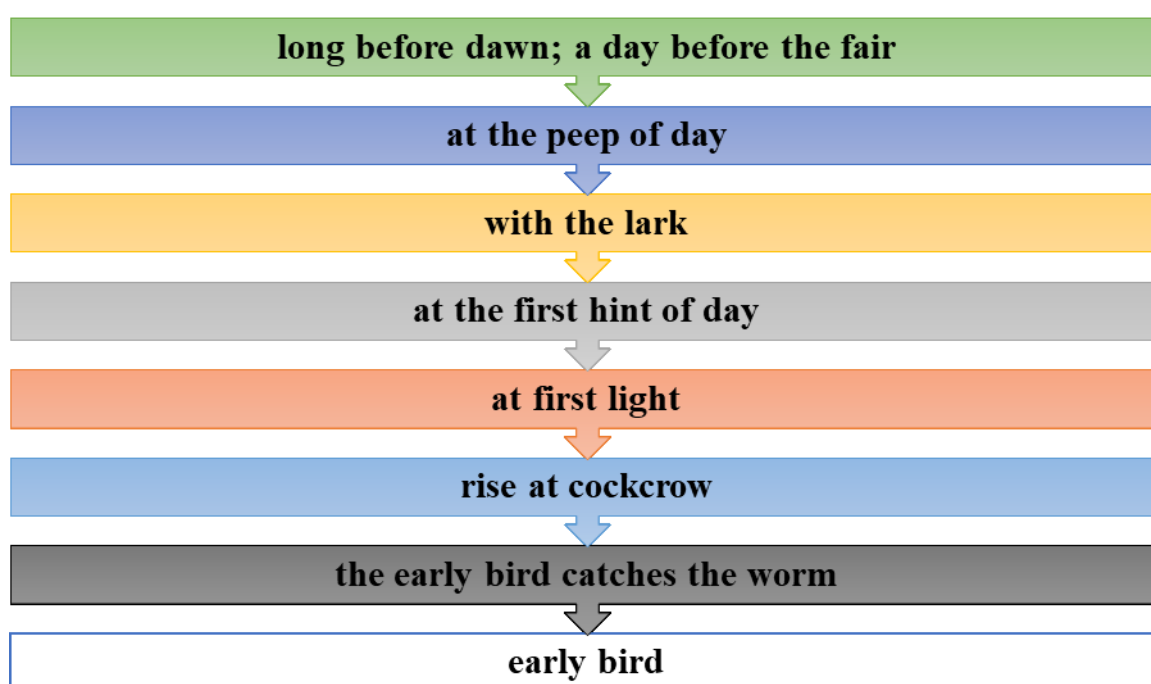 long before dawn; a day before the fair
at the peep of day
with the lark
at the first hint of day
at first light
rise at cockcrow
the early bird catches the worm
early bird